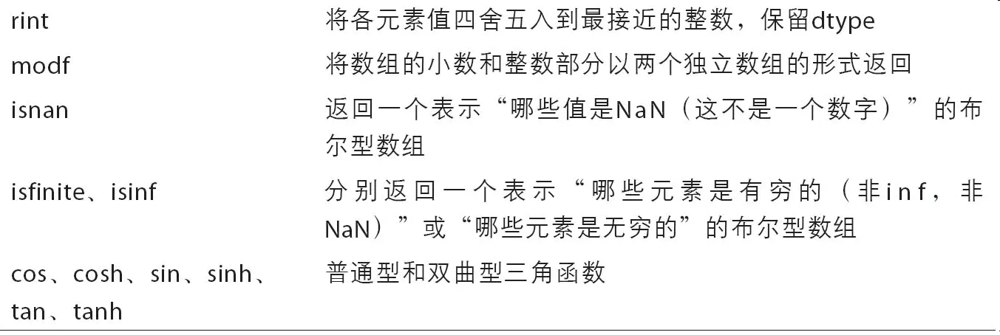 rint 将各元素值四舍五入到最接近的整数，保留dtype
modf 将数组的小数和整数部分以两个独立数组的形式返回
isnan 返回一个表示“哪些值是NaN（这不是一个数字）”的布
尔型数组
isfinite、isinf 分别返回一个表示“哪些元素是有穷的（非inf，非
NaN）”或“哪些元素是无穷的”的布尔型数组
cos、cosh、sin、sinh、 普通型和双曲型三角函数
tan、tanh